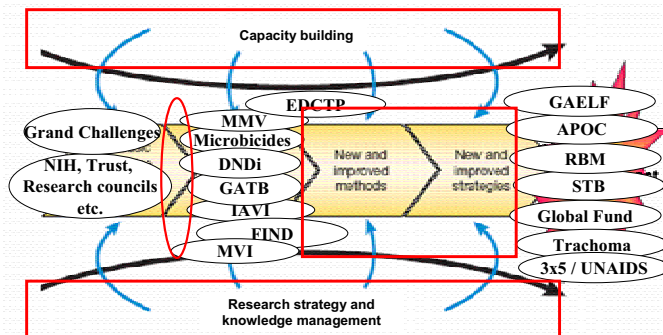 Capacity building
EDCTP
GAELF
Grand Challenges
MMV
APOC
Microbicides
NIH, Trust,
Research councils
etc.
DNDi
New and
improved
methods
New and
improved
strategies
RBM
GATB
STB
IAVI
Global Fund
FIND
MVI
Trachoma
3x5 / UNAIDS
Research strategy and
knowledge management